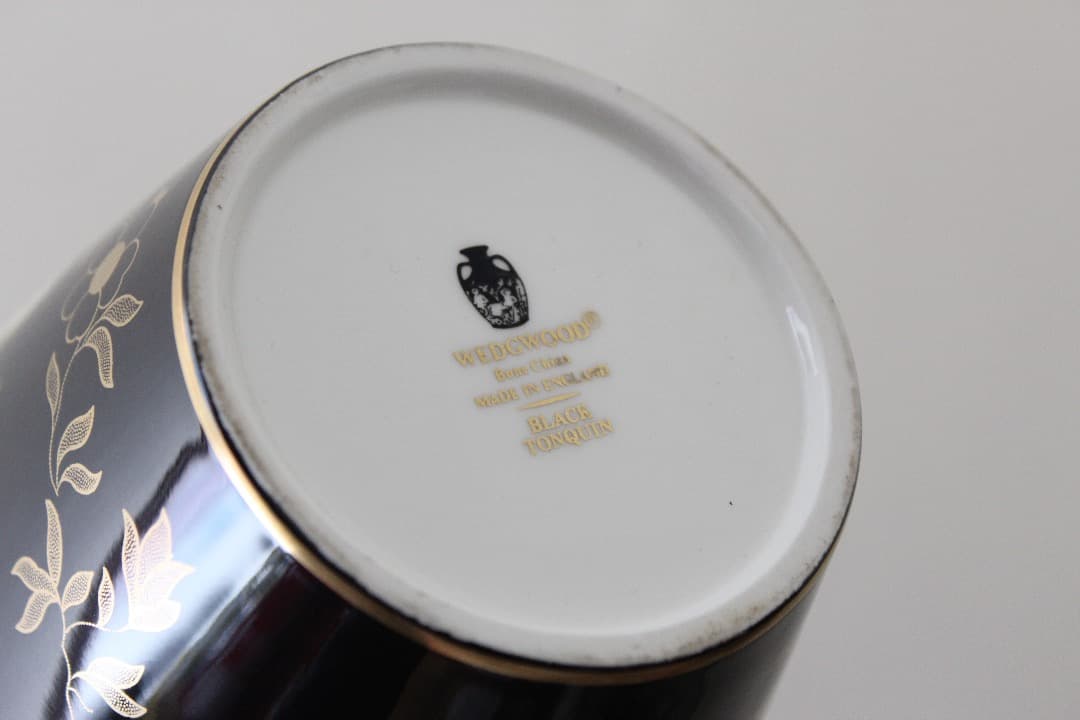 WEDGWOOD®
Bone China
MADE IN ENGLAND
BLACK
TONQUIN